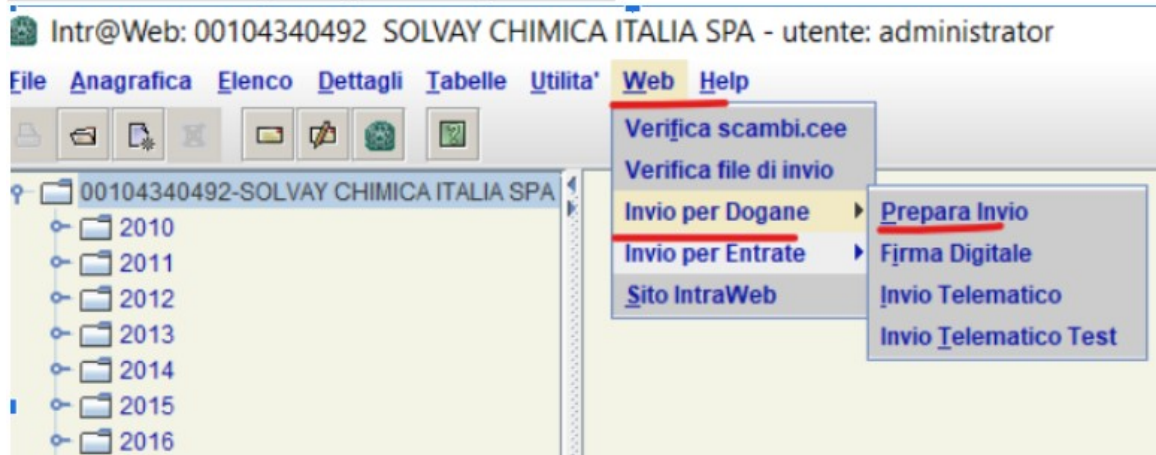 Intr@Web: 00104340492 SOLVAY CHIMICA ITALIA SPA - utente: administrator
File Anagrafica Elenco Dettagli Tabelle Utilita' Web Help
Verifica scambi.cee
Verifica file di invio
Invio per Dogane
Invio per Entrate
Sito IntraWeb
Prepara Invio
Firma Digitale
Invio Telematico
Invio Telematico Test
00104340492-SOLVAY CHIMICA ITALIA SPA
2010
2011
2012
2013
2014
2015
2016